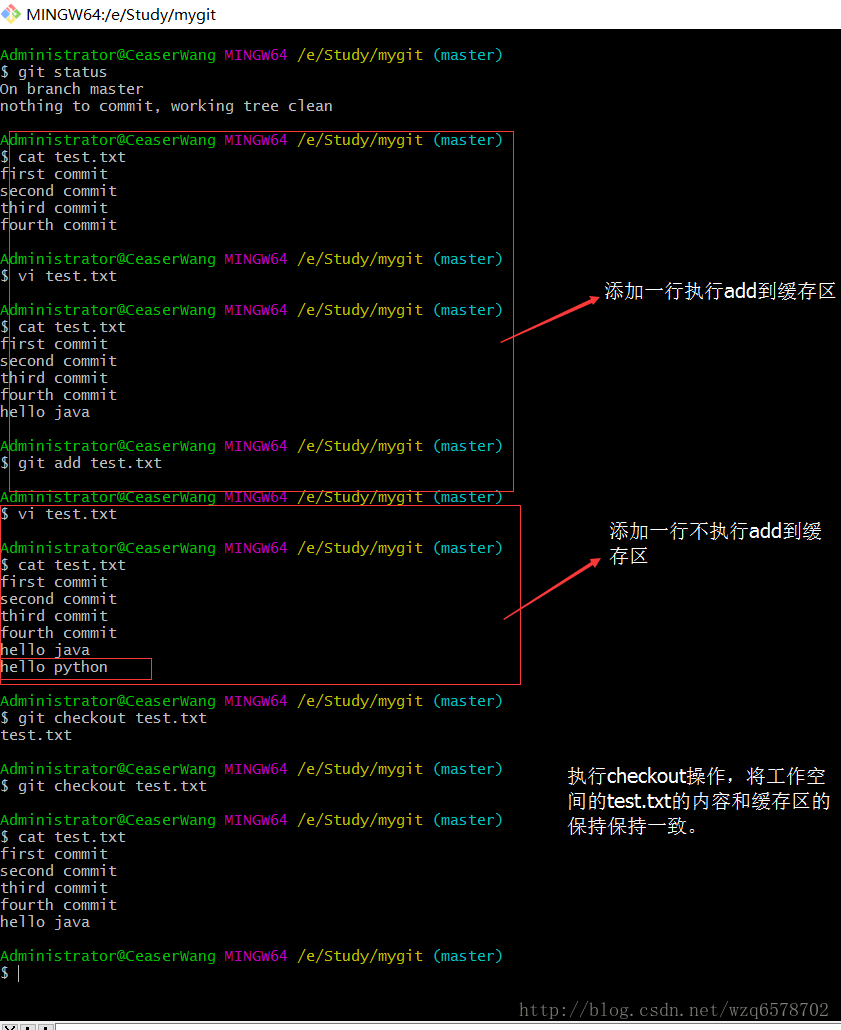 MINGW64:/e/Study/mygit
Administrator@CeaserWang MINGW64 /e/Study/mygit (master)
$ git status
On branch master
nothing to commit, working tree clean
Administrator@CeaserWang MINGW64 /e/Study/mygit (master)
$ cat test.txt
first commit
second commit
third commit
fourth commit
Administrator@CeaserWang MINGW64 /e/Study/mygit (master)
$ vi test.txt
添加一行执行add到缓存区
Administrator@CeaserWang MINGW64 /e/Study/mygit (master)
$ cat test.txt
first commit
second commit
third commit
fourth commit
hello java
Administrator@CeaserWang MINGW64 /e/Study/mygit (master)
$ git add test.txt
Administrator@CeaserWang MINGW64 /e/Study/mygit (master)
$ vi test.txt
添加一行不执行add到缓
存区
Administrator@CeaserWang MINGW64 /e/Study/mygit (master)
$ cat test.txt
first commit
second commit
third commit
fourth commit
hello java
hello python
Administrator@CeaserWang MINGW64 /e/Study/mygit (master)
$ git checkout test.txt
test.txt
Administrator@CeaserWang MINGW64 /e/Study/mygit (master)
$ git checkout test.txt
执行checkout操作，将工作空
间的test.txt的内容和缓存区的
保持保持一致。
Administrator@CeaserWang MINGW64 /e/Study/mygit (master)
$ cat test.txt
first commit
second commit
third commit
fourth commit
hello java
Administrator@CeaserWang MINGW64 /e/Study/mygit (master)
$
http://blog.csdn.net/wzq6578702